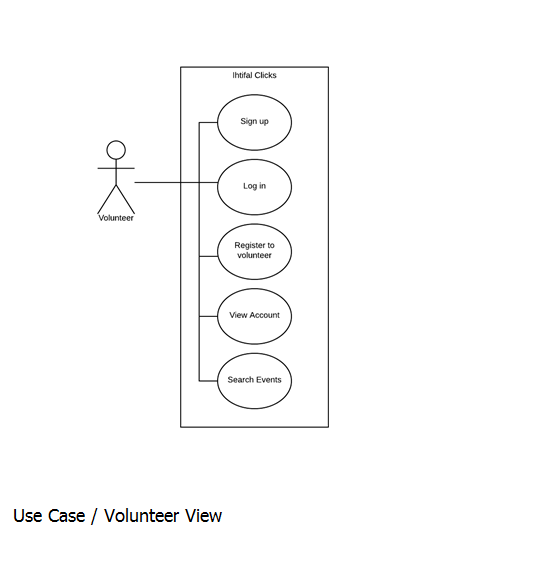 Ihtifal Clicks
Sign up
Log in
Volunteer
Register to
volunteer
View Account
Search Events
Use Case / Volunteer View